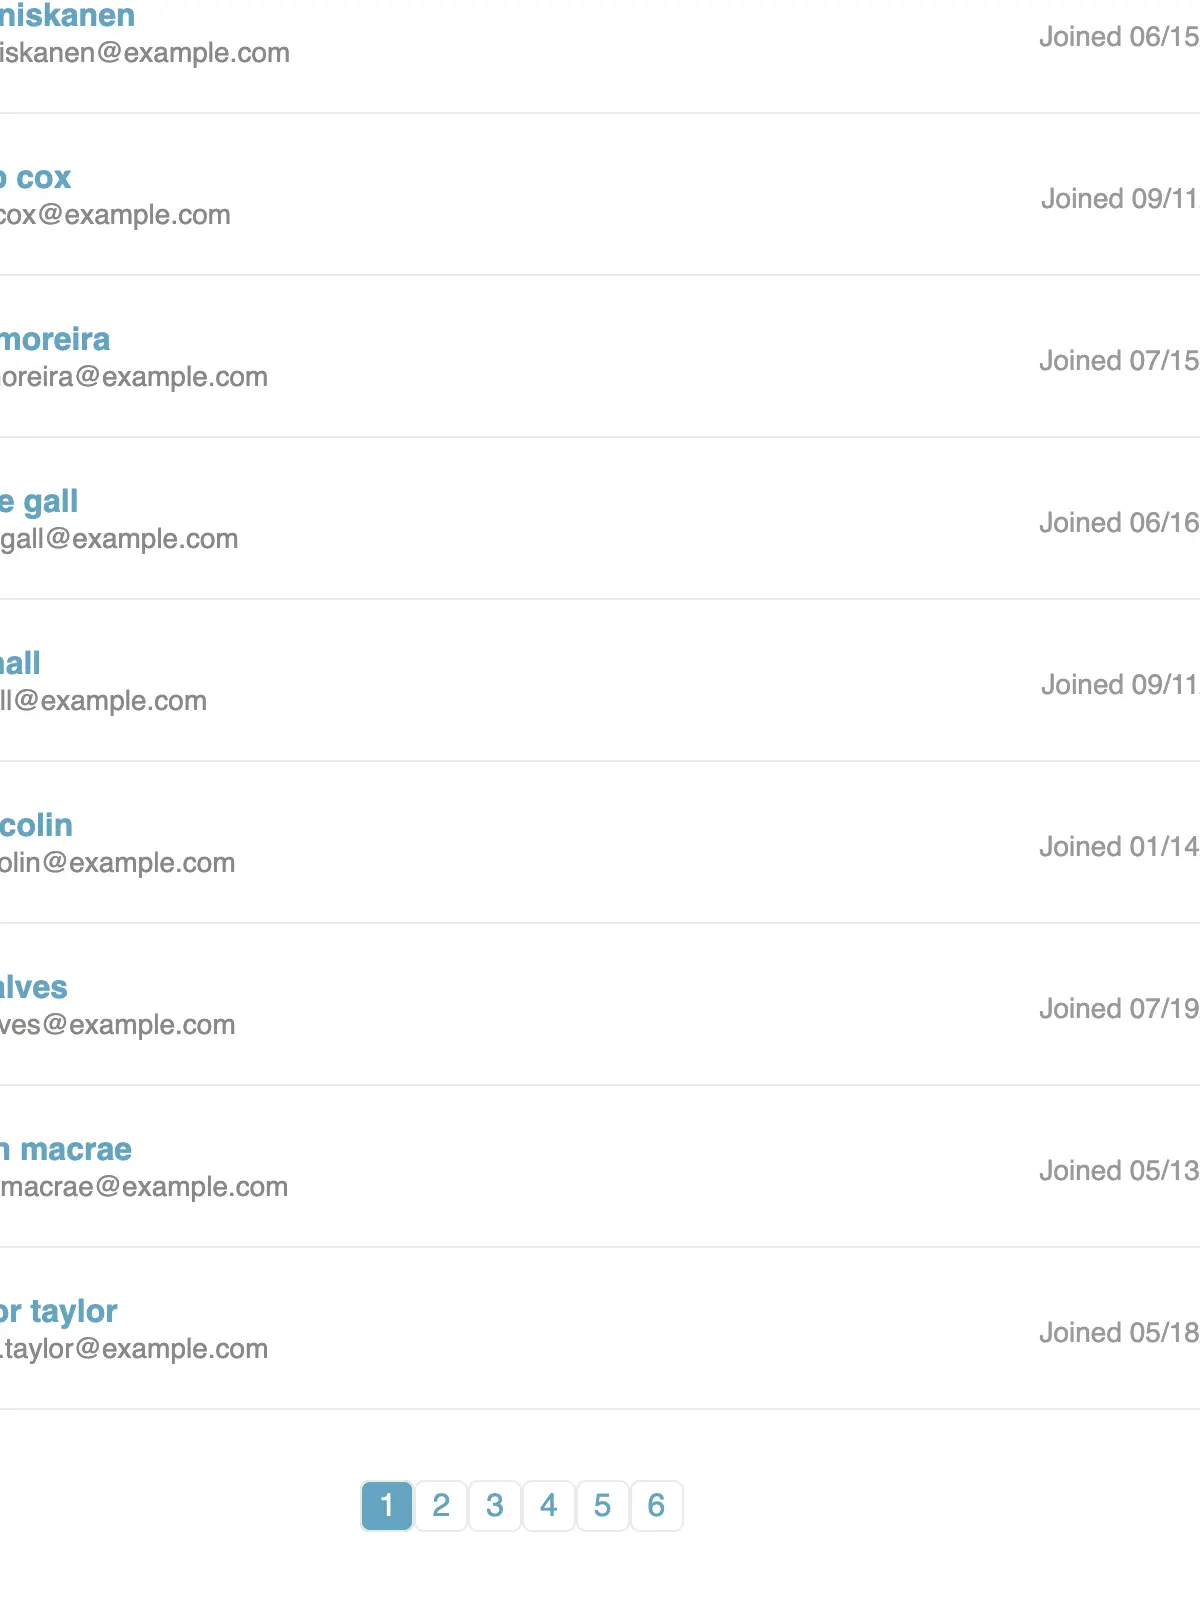 niskanen
iskanen@example.com
Joined 06/15
cox
cox@example.com
Joined 09/11
moreira
oreira@example.com
Joined 07/15
e gall
gall@example.com
Joined 06/16
all
ll@example.com
Joined 09/11
colin
olin@example.com
Joined 01/14
alves
ves@example.com
Joined 07/19
macrae
macrae@example.com
Joined 05/13
or taylor
.taylor@example.com
Joined 05/18
1 2 3 4 5 6